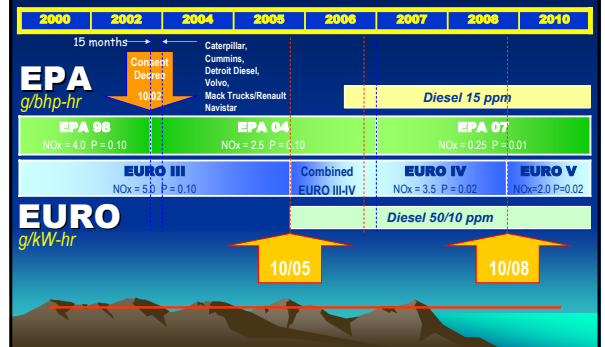 2000 2002 2004 2005 2006 2007 2008 2010
15 months
Consent
Decree
10/02
Caterpillar,
Cummins,
Detroit Diesel,
Volvo,
Mack Trucks/Renault
Navistar
EPA
g/bhp-hr
Diesel 15 ppm
EPA 98
NOx = 4.0 P = 0.10
EPA 04
NOx = 2.5 P = 0.10
EPA 07
NOx = 0.25 P = 0.01
EURO III
NOx = 5.0 P = 0.10
Combined
EURO III-IV
EURO IV
NOx = 3.5 P = 0.02
EURO V
NOx=2.0 P=0.02
EURO
g/kW-hr
Diesel 50/10 ppm
10/05
10/08